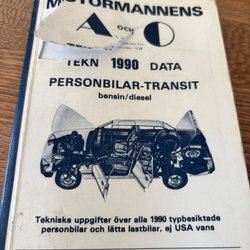 MOTORMANNENS
A OCH O
TEKN 1990 DATA
PERSONBILAR-TRANSIT
bensin/diesel
Tekniska uppgifter över alla 1990 typbesiktade
personbilar och lätta lastbilar, ej USA vans